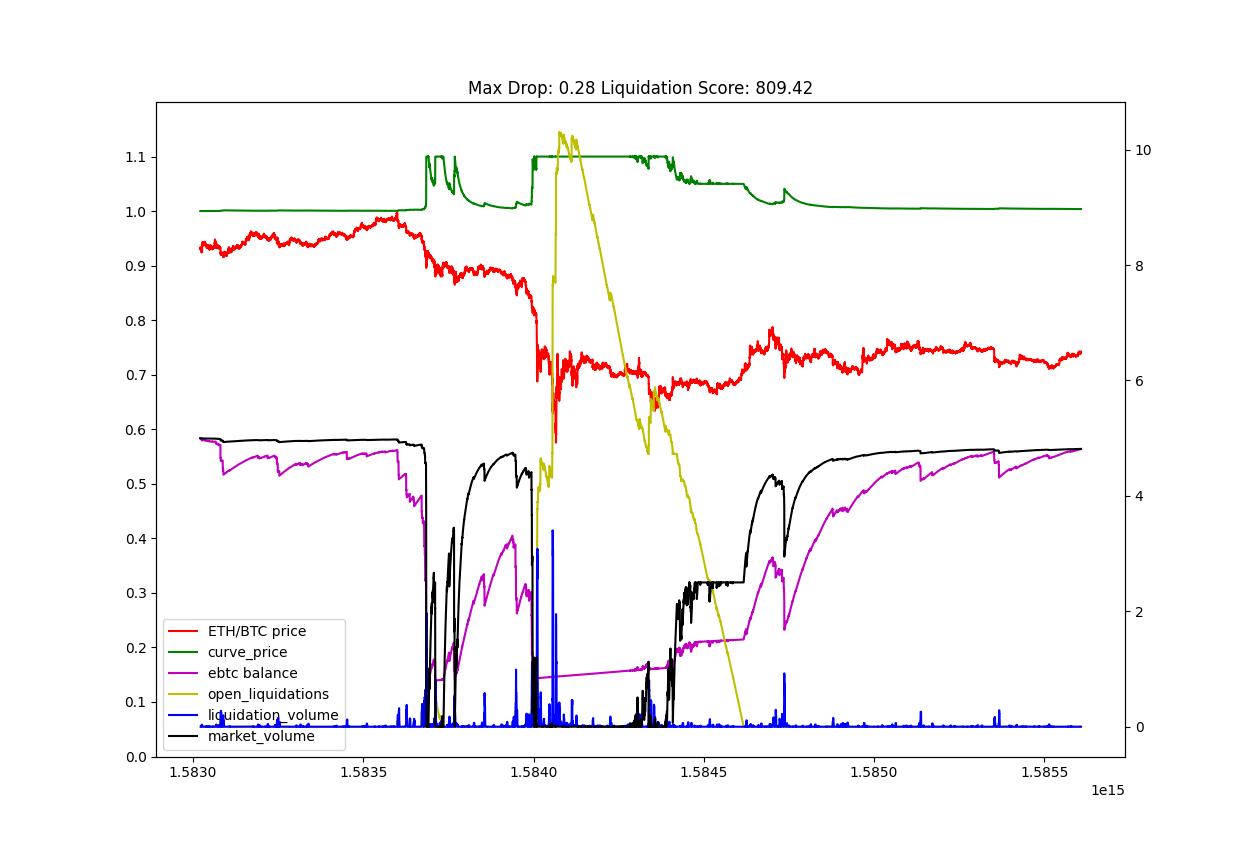 Max Drop: 0.28 Liquidation Score: 809.42
1.1
1.0
0.9
0.8
0.7
0.6
0.5
0.4
0.3
0.2
0.1
0.0
10
8
6
4
2
0
ETH/BTC price
curve_price
ebtc balance
open_liquidations
liquidation_volume
market_volume
1.5830 1.5835 1.5840 1.5845 1.5850 1.5855
1e15